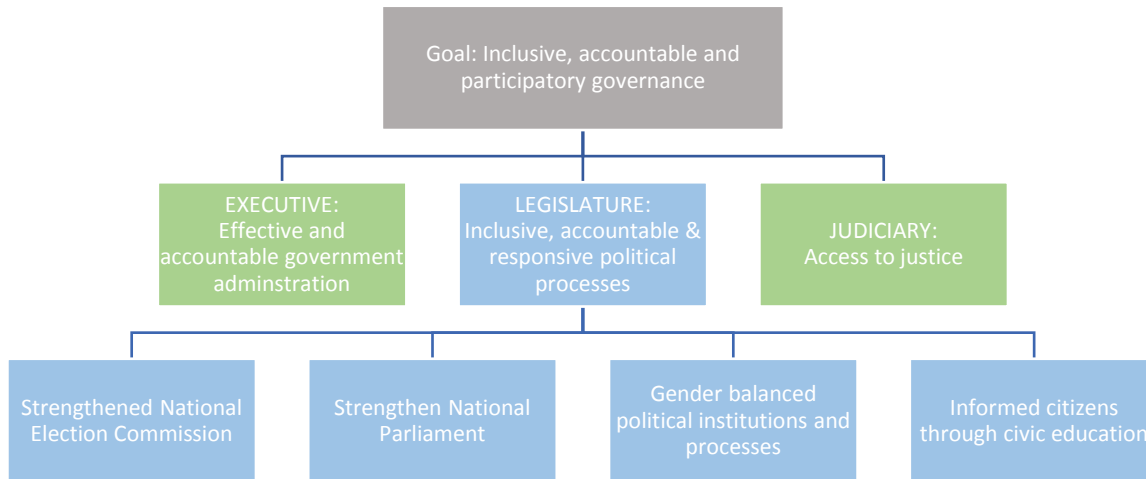 Goal: Inclusive, accountable and
participatory governance
EXECUTIVE:
Effective and
accountable government
adminstration
LEGISLATURE:
Inclusive, accountable &
responsive political
processes
JUDICIARY:
Access to justice
Strengthened National
Election Commission
Strengthen National
Parliament
Gender balanced
political institutions and
processes
Informed citizens
through civic education